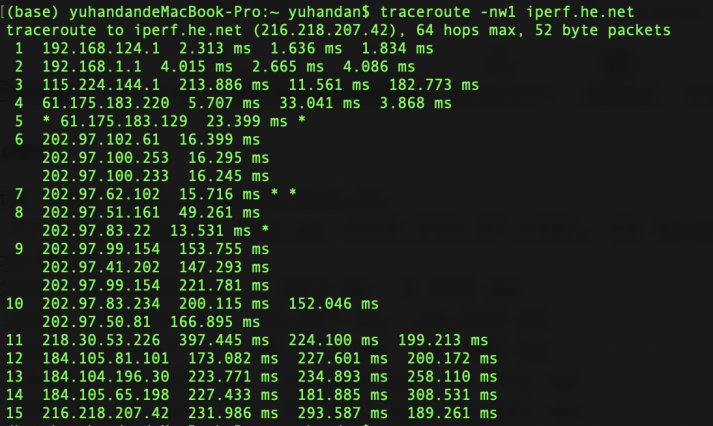 (base) yuhandandeMacBook-Pro:~ yuhandan$ traceroute -nw1 iperf.he.net
traceroute to iperf.he.net (216.218.207.42), 64 hops max, 52 byte packets
 1  192.168.124.1  2.313 ms  1.636 ms  1.834 ms
 2  192.168.1.1  4.015 ms  2.665 ms  4.086 ms
 3  115.224.144.1  213.886 ms  11.561 ms  182.773 ms
 4  61.175.183.220  5.707 ms  33.041 ms  3.868 ms
 5  * 61.175.183.129  23.399 ms *
 6  202.97.102.61  16.399 ms
    202.97.100.253  16.295 ms
    202.97.100.233  16.245 ms
 7  202.97.62.102  15.716 ms * *
 8  202.97.51.161  49.261 ms
    202.97.83.22  13.531 ms *
 9  202.97.99.154  153.755 ms
    202.97.41.202  147.293 ms
    202.97.99.154  221.781 ms
10  202.97.83.234  200.115 ms  152.046 ms
    202.97.50.81  166.895 ms
11  218.30.53.226  397.445 ms  224.100 ms  199.213 ms
12  184.105.81.101  173.082 ms  227.601 ms  200.172 ms
13  184.104.196.30  223.771 ms  234.893 ms  258.110 ms
14  184.105.65.198  227.433 ms  181.885 ms  308.531 ms
15  216.218.207.42  231.986 ms  293.587 ms  189.261 ms